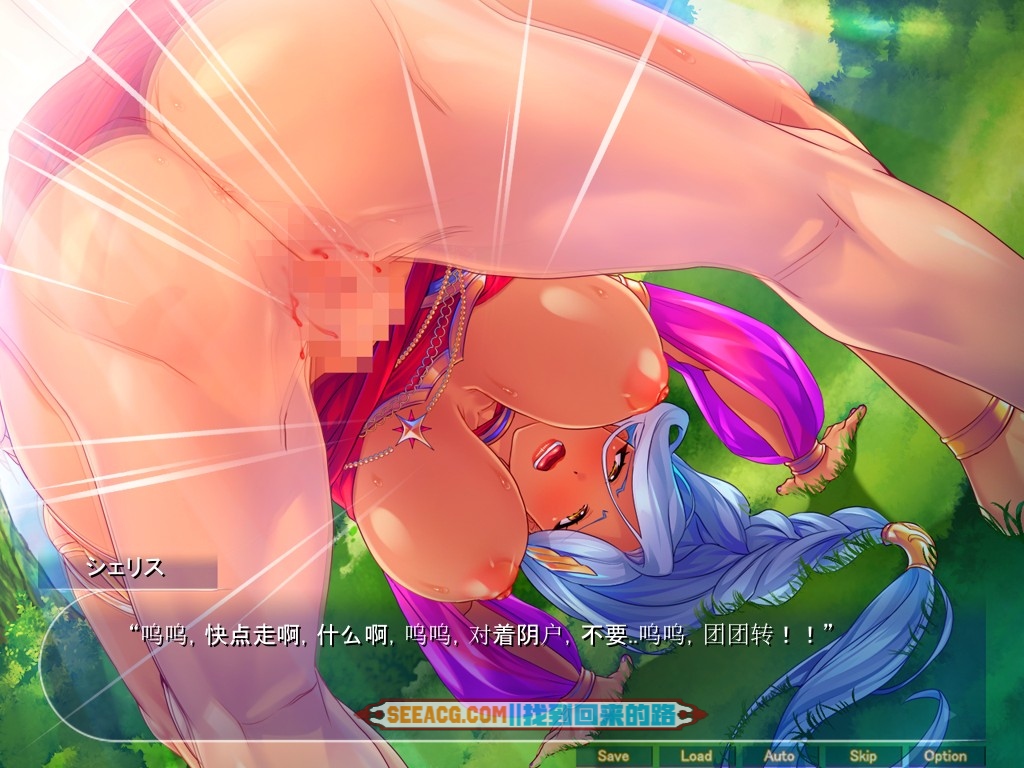 シェリス
“呜呜, 快点走啊, 什么啊, 呜呜, 对着阴户, 不要.呜呜, 团团转！！”
SEEACG.COM||找到回来的路
Save Load Auto Skip Option